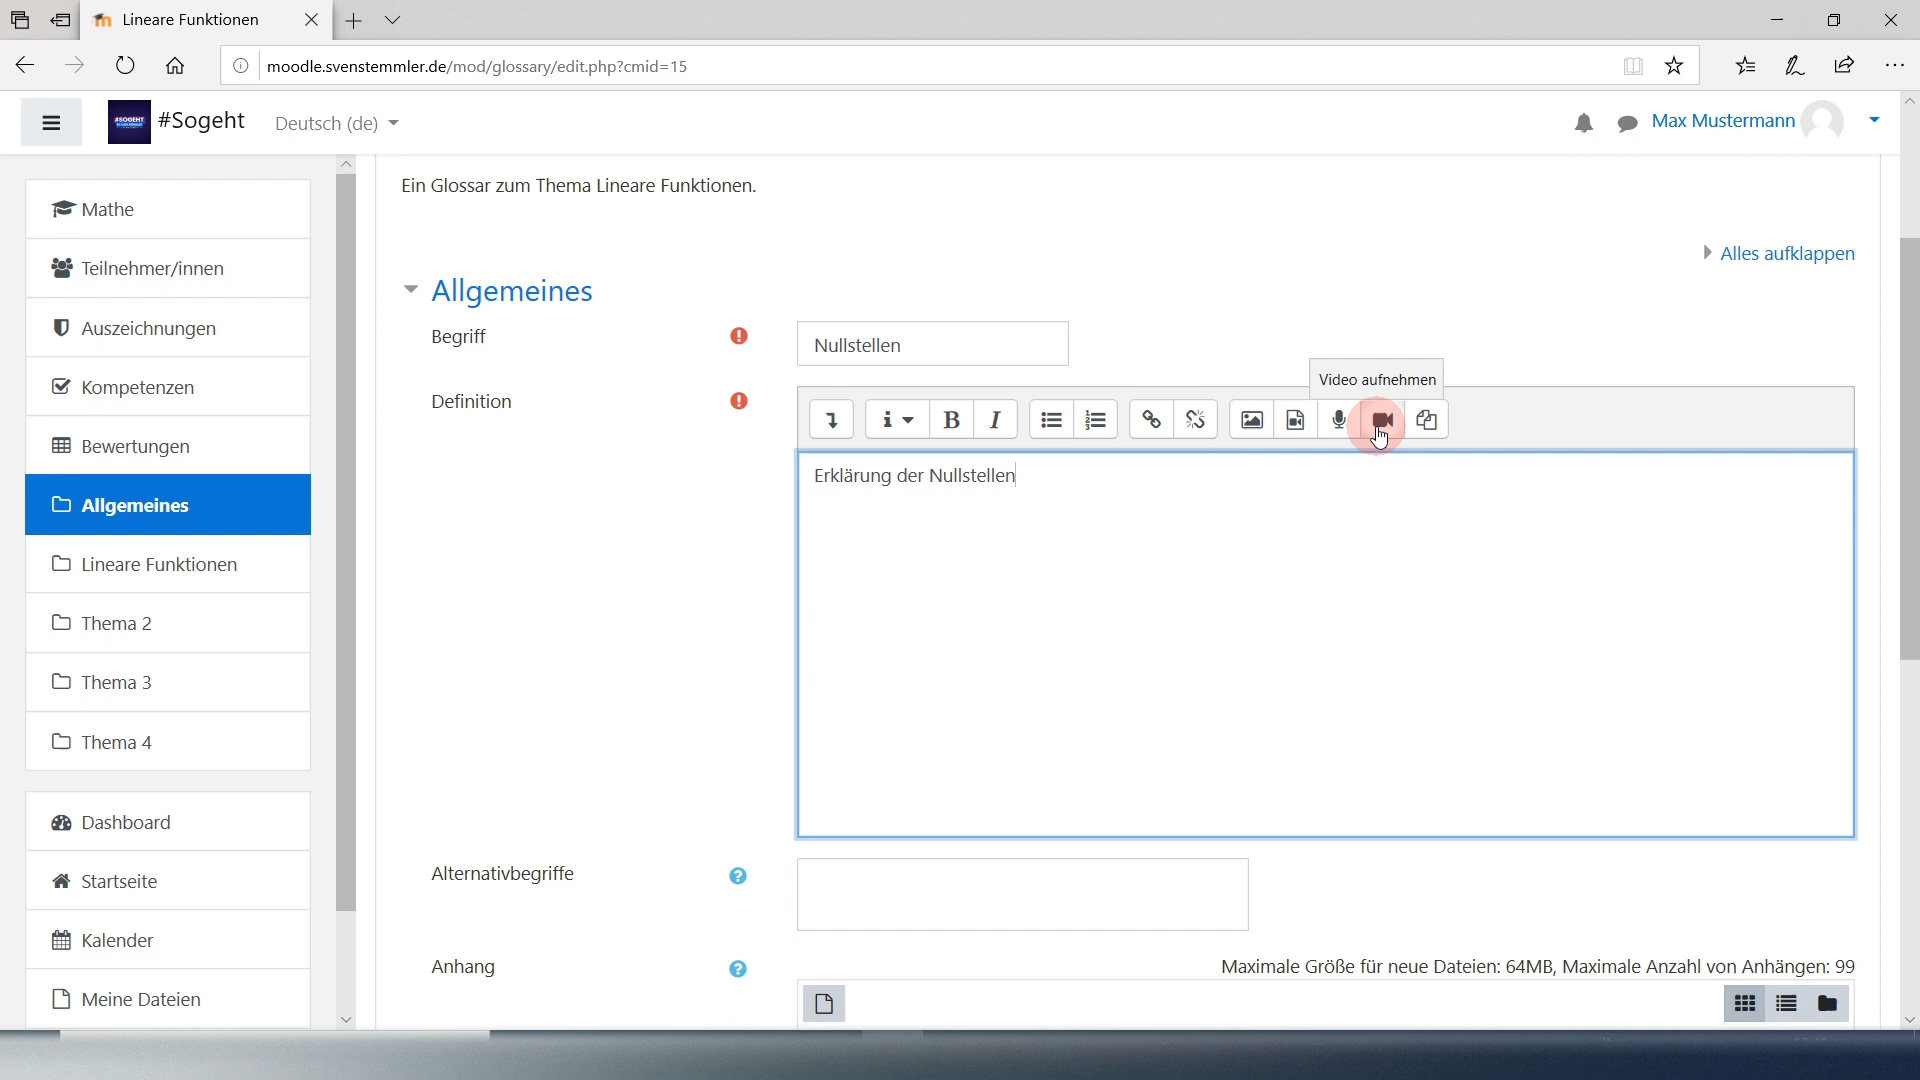 Lineare Funktionen
moodle.svenstemmler.de/mod/glossary/edit.php?cmid=15
#SOGEHT
#Sogeht
Deutsch (de)
Max Mustermann
Mathe
Teilnehmer/innen
Auszeichnungen
Kompetenzen
Bewertungen
Allgemeines
Lineare Funktionen
Thema 2
Thema 3
Thema 4
Dashboard
Startseite
Kalender
Meine Dateien
Ein Glossar zum Thema Lineare Funktionen.
Alles aufklappen
Allgemeines
Begriff
Nullstellen
Video aufnehmen
Definition
B I
Erklärung der Nullstellen
Alternativbegriffe
Anhang
Maximale Größe für neue Dateien: 64MB, Maximale Anzahl von Anhängen: 99